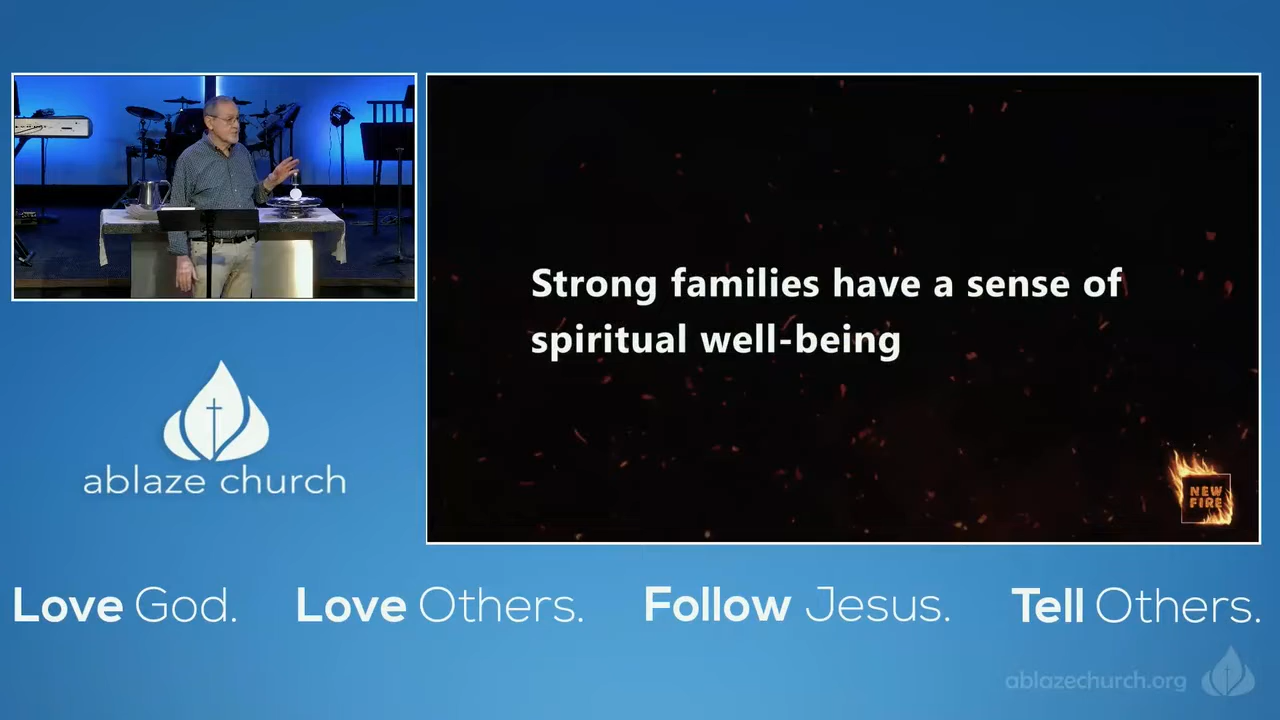 Strong families have a sense of
spiritual well-being
NEW
FIRE
ablaze church
Love God. Love Others. Follow Jesus. Tell Others.
ablazechurch.org